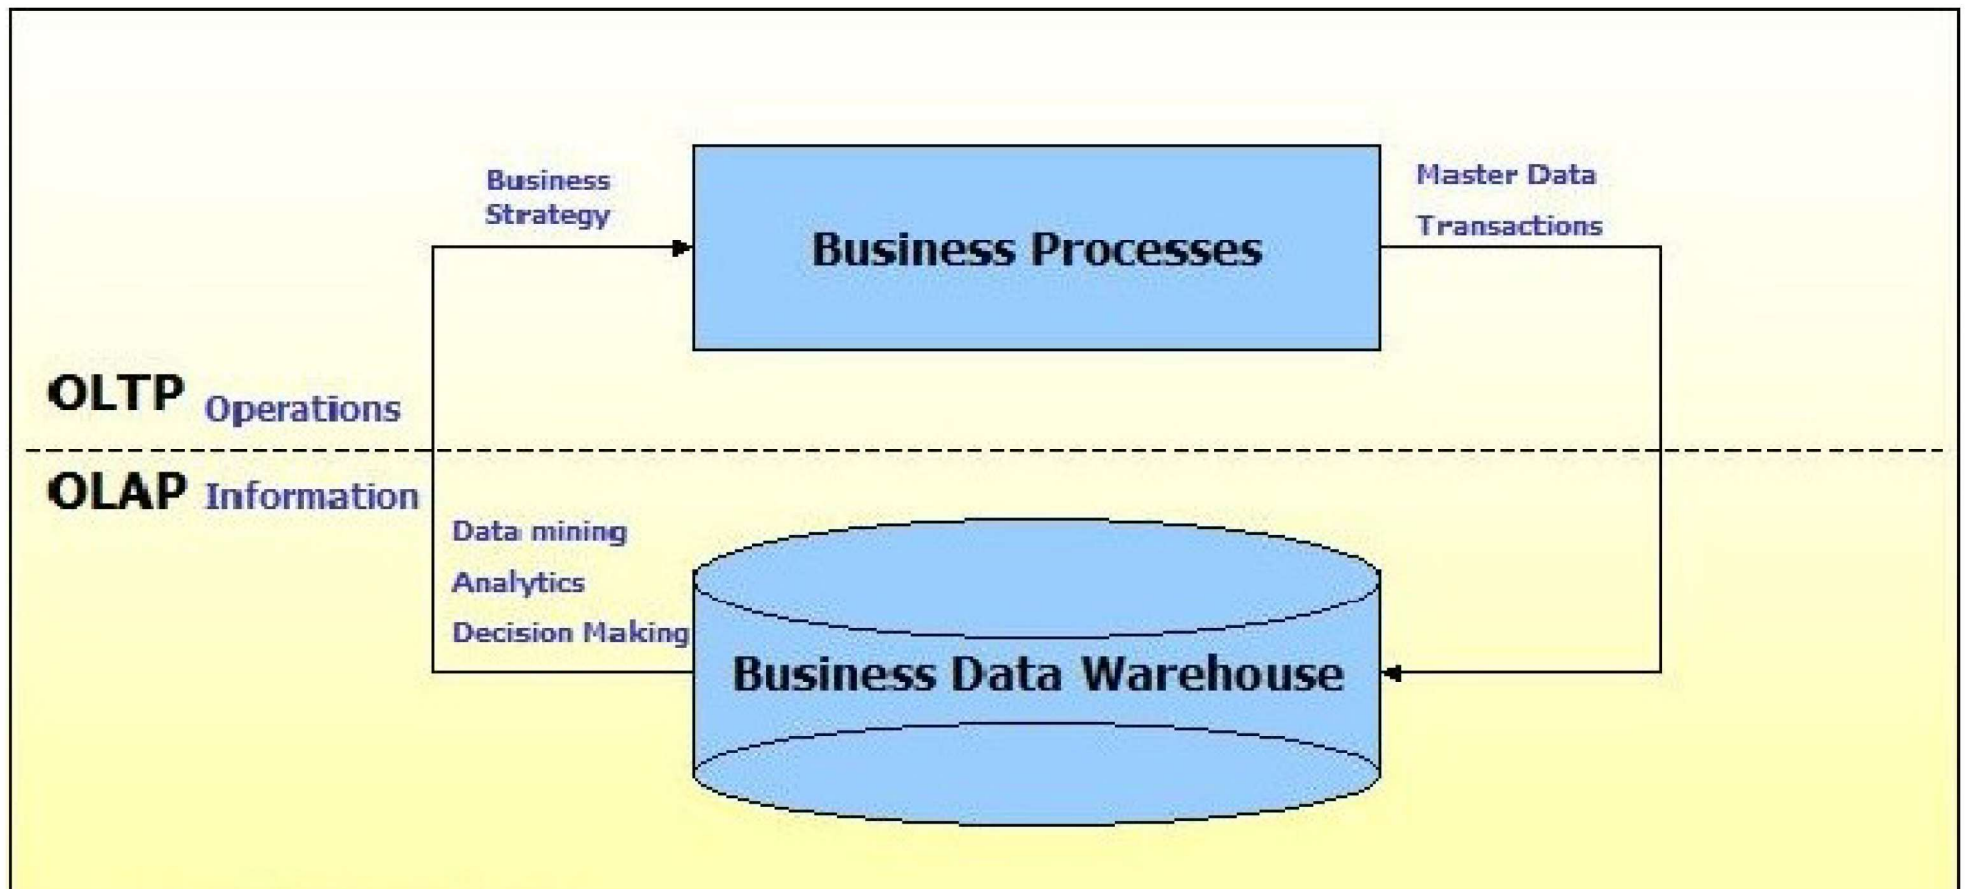 Business
Strategy
Business Processes
Master Data
Transactions
OLTP Operations
OLAP Information
Data mining
Analytics
Decision Making
Business Data Warehouse